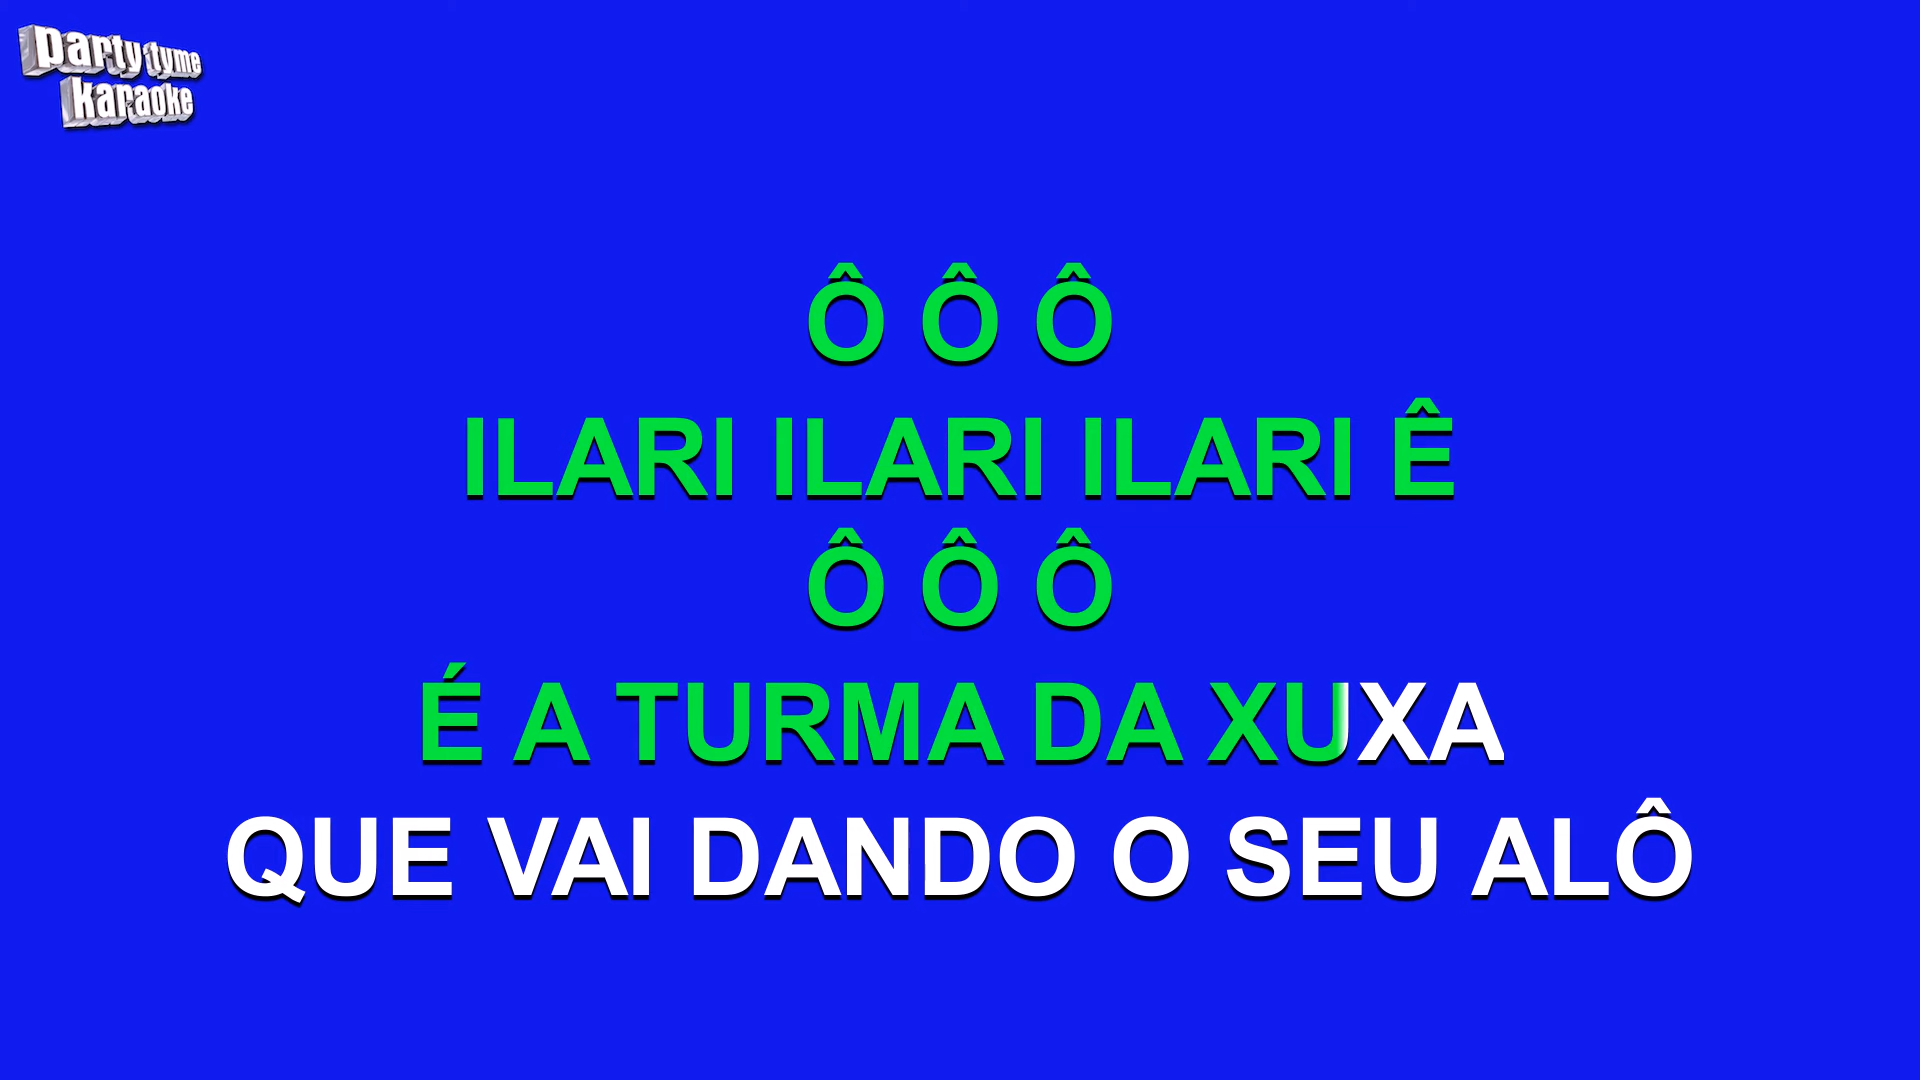 party tyme
karaoke
Ô Ô Ô
ILARI ILARI ILARI Ê
Ô Ô Ô
É A TURMA DA XUXA
QUE VAI DANDO O SEU ALÔ